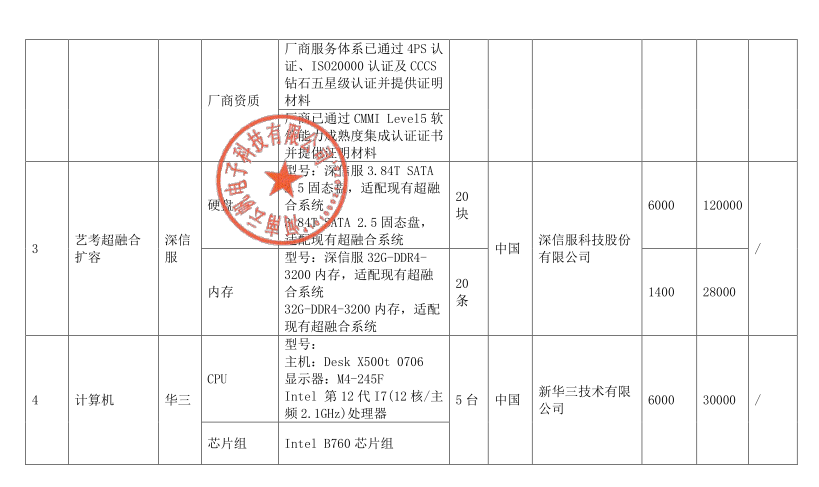 厂商资质
厂商服务体系已通过 4PS 认
证、ISO20000 认证及 CCCS
钻石五星级认证并提供证明
材料
厂商已通过 CMMI Level5 软
能力成熟度集成认证证书
并提供证明材料
3
艺考超融合
扩容
深信
服
硬盘
型号：深信服 3.84T SATA
2.5 固态盘，适配现有超融
合系统
3.84T SATA 2.5 固态盘，
适配现有超融合系统
20
块
中国
深信服科技股份
有限公司
6000
120000
/
内存
型号：深信服 32G-DDR4-
3200 内存，适配现有超融
合系统
32G-DDR4-3200 内存，适配
现有超融合系统
20
条
1400
28000
4
计算机
华三
CPU
型号：
主机：Desk X500t 0706
显示器：M4-245F
Intel 第 12 代 I7(12 核/主
频 2.1GHz)处理器
5 台
中国
新华三技术有限
公司
6000
30000
/
芯片组
Intel B760 芯片组
电子科技有限公司